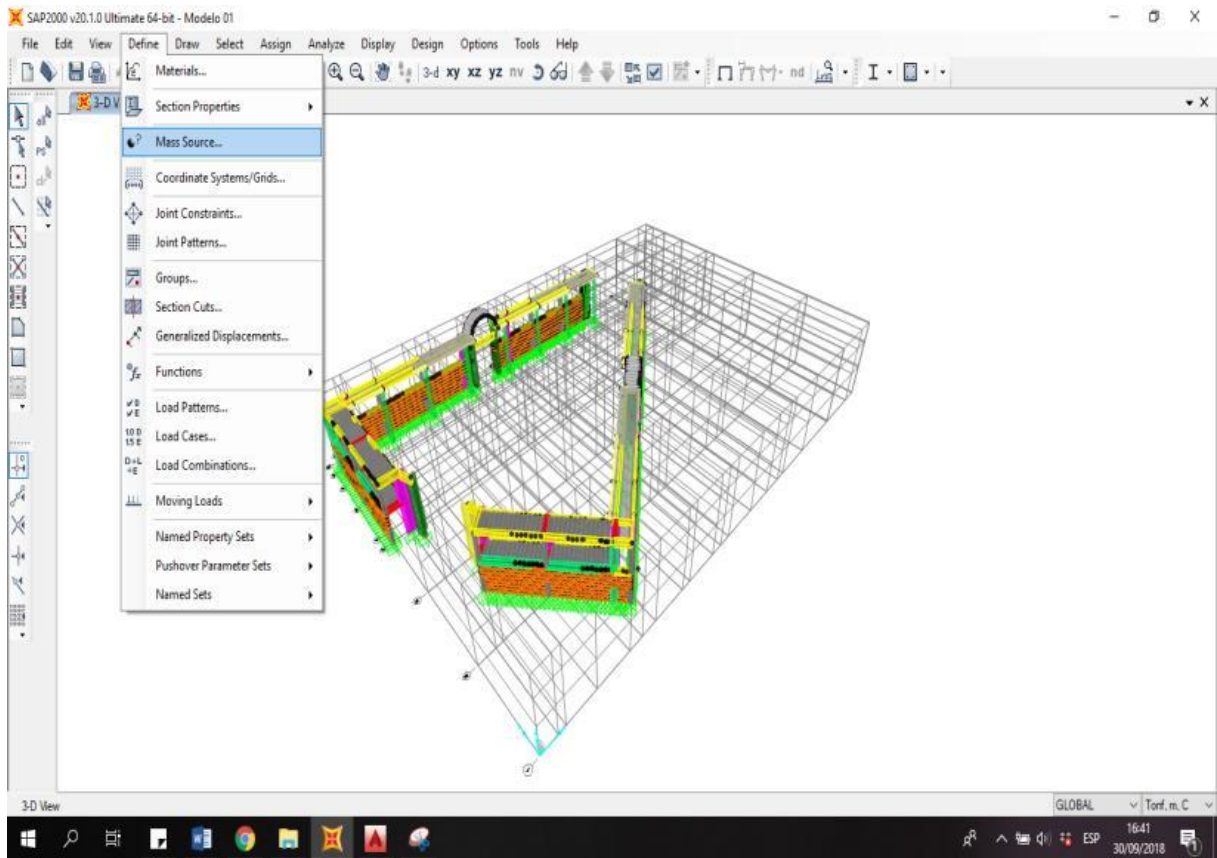 SAP2000 v20.1.0 Ultimate 64-bit - Modelo 01
File Edit View Define Draw Select Assign Analyze Display Design Options Tools Help
3-d xy xz yz nv nd
3-D V
Materials...
Section Properties
Mass Source...
Coordinate Systems/Grids...
Joint Constraints...
Joint Patterns...
Groups...
Section Cuts...
Generalized Displacements...
Functions
Load Patterns...
Load Cases...
Load Combinations...
Moving Loads
Named Property Sets
Pushover Parameter Sets
Named Sets
3-D View
GLOBAL
Tonf, m, C
ESP
16:41
30/09/2018